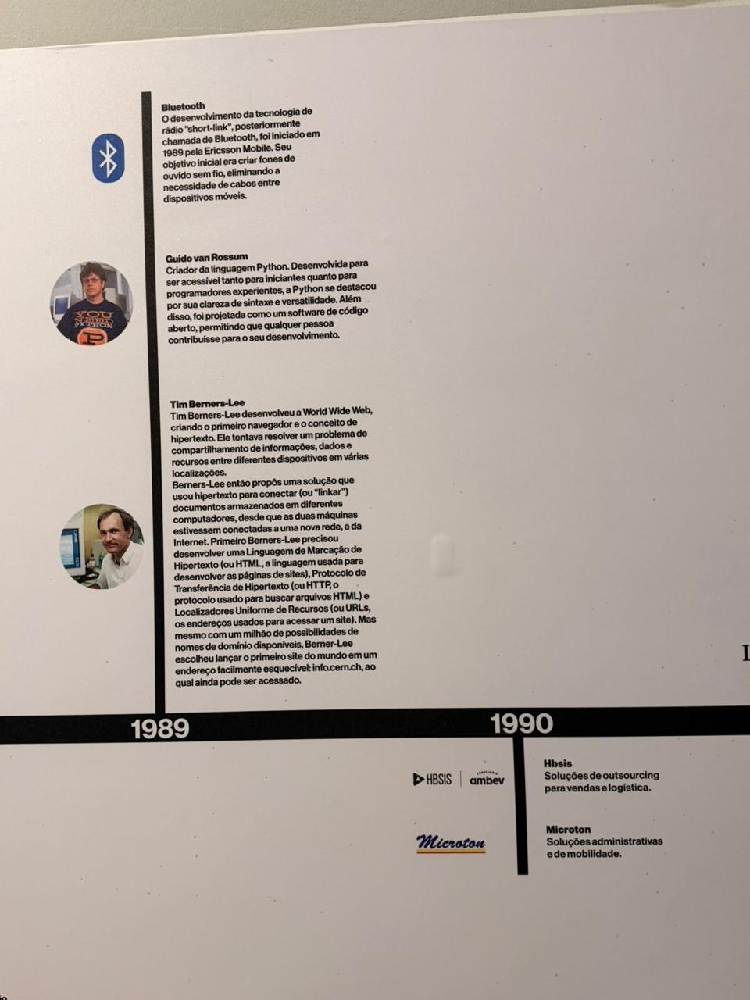 Bluetooth
O desenvolvimento da tecnologia de
rádio "short-link", posteriormente
chamada de Bluetooth, foi iniciado em
1989 pela Ericsson Mobile. Seu
objetivo inicial era criar fones de
ouvido sem fio, eliminando a
necessidade de cabos entre
dispositivos móveis.
Guido van Rossum
Criador da linguagem Python. Desenvolvida para
ser acessível tanto para iniciantes quanto para
programadores experientes, a Python se destacou
por sua clareza de sintaxe e versatilidade. Além
disso, foi projetada como um software de código
aberto, permitindo que qualquer pessoa
contribuísse para o seu desenvolvimento.
YOU
NEED
PYTHON
P
Tim Berners-Lee
Tim Berners-Lee desenvolveu a World Wide Web,
criando o primeiro navegador e o conceito de
hipertexto. Ele tentava resolver um problema de
compartilhamento de informações, dados e
recursos entre diferentes dispositivos em várias
localizações.
Berners-Lee então propôs uma solução que
usou hipertexto para conectar (ou “linkar”)
documentos armazenados em diferentes
computadores, desde que as duas máquinas
estivessem conectadas a uma nova rede, a da
Internet. Primeiro Berners-Lee precisou
desenvolver uma Linguagem de Marcação de
Hipertexto (ou HTML, a linguagem usada para
desenvolver as páginas de sites), Protocolo de
Transferência de Hipertexto (ou HTTP, o
protocolo usado para buscar arquivos HTML) e
Localizadores Uniforme de Recursos (ou URLs,
os endereços usados para acessar um site). Mas
mesmo com um milhão de possibilidades de
nomes de domínio disponíveis, Berner-Lee
escolheu lançar o primeiro site do mundo em um
endereço facilmente esquecível: info.cern.ch, ao
qual ainda pode ser acessado.
1989
1990
HBSIS
CERVEJARIA
ambev
Hbsis
Soluções de outsourcing
para vendas e logística.
Microton
Microton
Soluções administrativas
e de mobilidade.